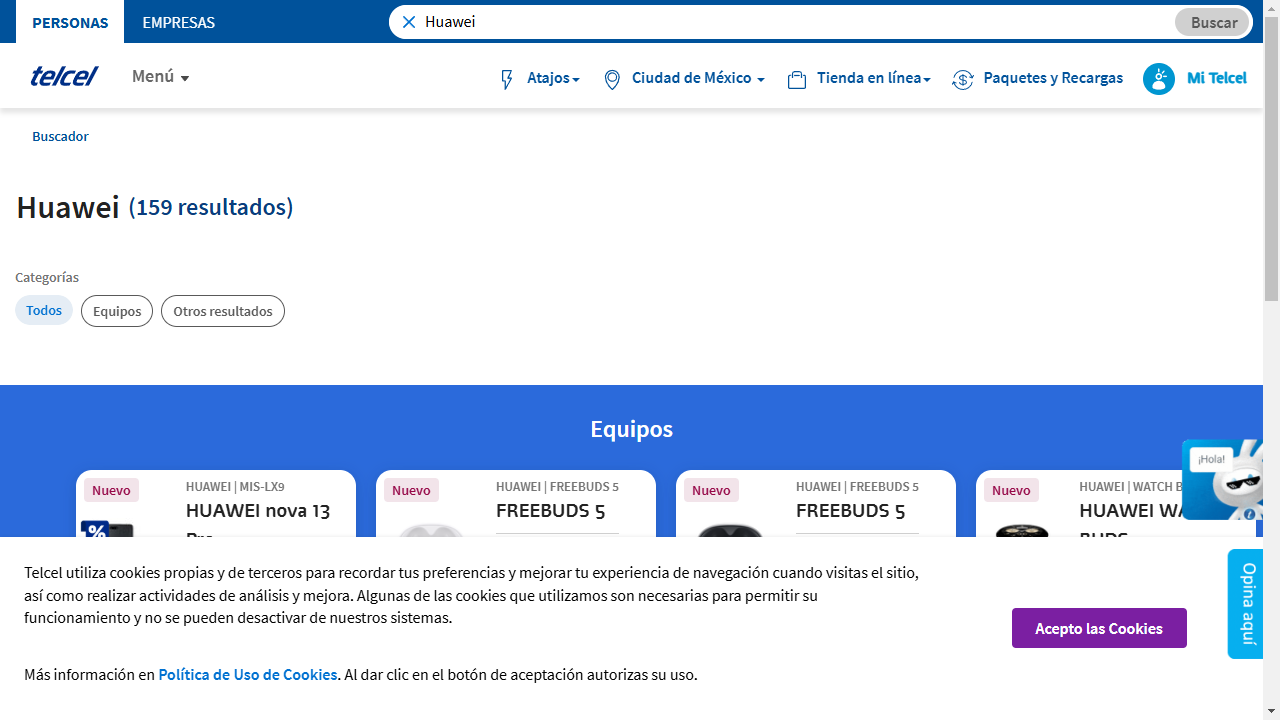 PERSONAS
EMPRESAS
Huawei
Buscar
telcel
Menú
Atajos
Ciudad de México
Tienda en línea
Paquetes y Recargas
Mi Telcel
Buscador
Huawei (159 resultados)
Categorías
Todos
Equipos
Otros resultados
Equipos
¡Hola!
Nuevo
HUAWEI | MIS-LX9
HUAWEI nova 13
%
Nuevo
HUAWEI | FREEBUDS 5
FREEBUDS 5
Nuevo
HUAWEI | FREEBUDS 5
FREEBUDS 5
Nuevo
HUAWEI | WATCH B
HUAWEI WA
Opina aquí
Telcel utiliza cookies propias y de terceros para recordar tus preferencias y mejorar tu experiencia de navegación cuando visitas el sitio,
así como realizar actividades de análisis y mejora. Algunas de las cookies que utilizamos son necesarias para permitir su
funcionamiento y no se pueden desactivar de nuestros sistemas.
Acepto las Cookies
Más información en Política de Uso de Cookies. Al dar clic en el botón de aceptación autorizas su uso.